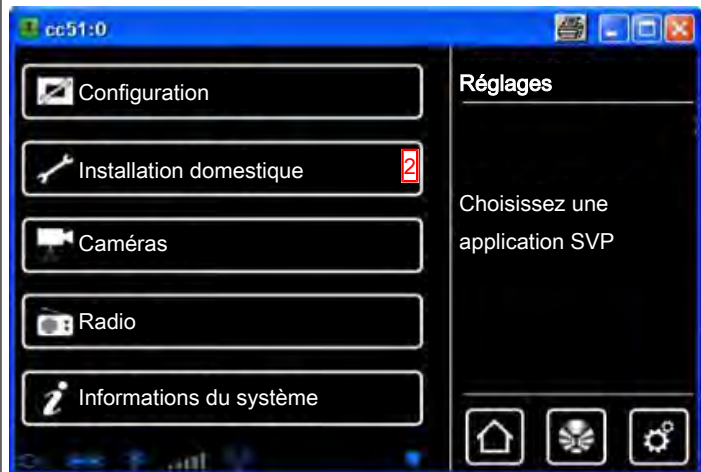 cc51:0
Configuration
Installation domestique 2
Caméras
Radio
Informations du système
Réglages
Choisissez une
application SVP